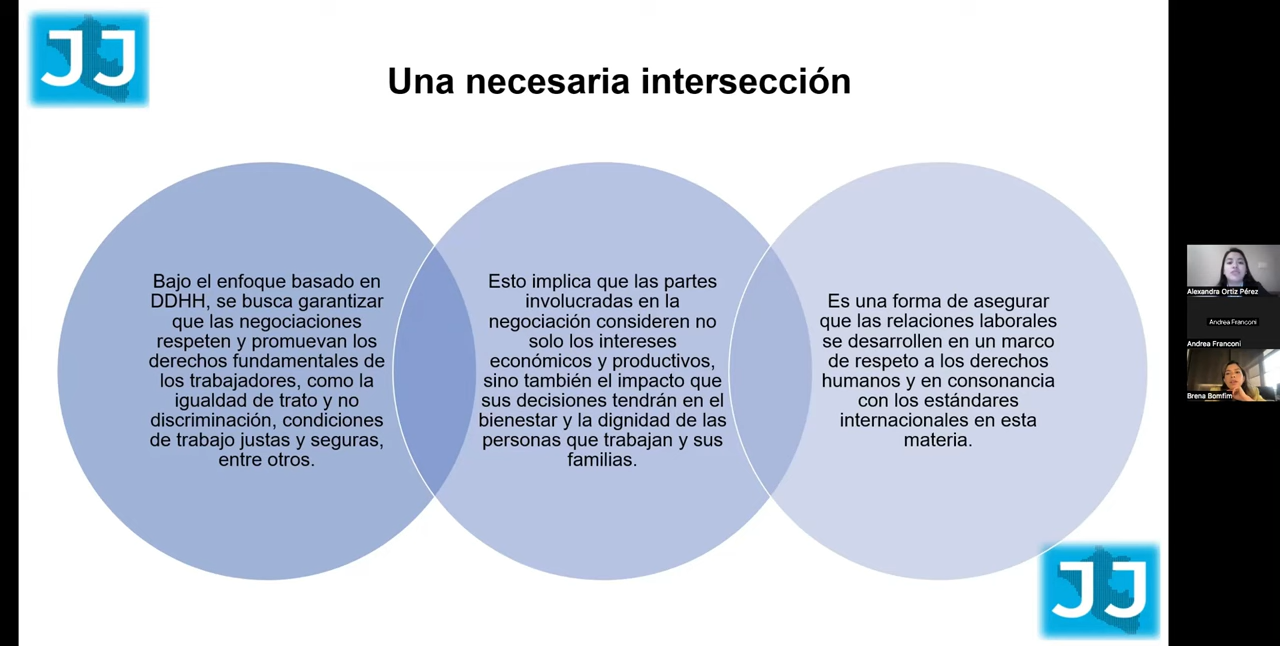 JJ
Una necesaria intersección
Bajo el enfoque basado en
DDHH, se busca garantizar
que las negociaciones
respeten y promuevan los
derechos fundamentales de
los trabajadores, como la
igualdad de trato y no
discriminación, condiciones
de trabajo justas y seguras,
entre otros.
Esto implica que las partes
involucradas en la
negociación consideren no
solo los intereses
económicos y productivos,
sino también el impacto que
sus decisiones tendrán en el
bienestar y la dignidad de las
personas que trabajan y sus
familias.
Es una forma de asegurar
que las relaciones laborales
se desarrollen en un marco
de respeto a los derechos
humanos y en consonancia
con los estándares
internacionales en esta
materia.
JJ
Alexandra Ortiz Pérez
Andrea Franconi
Andrea Franconi
Brena Bomfim